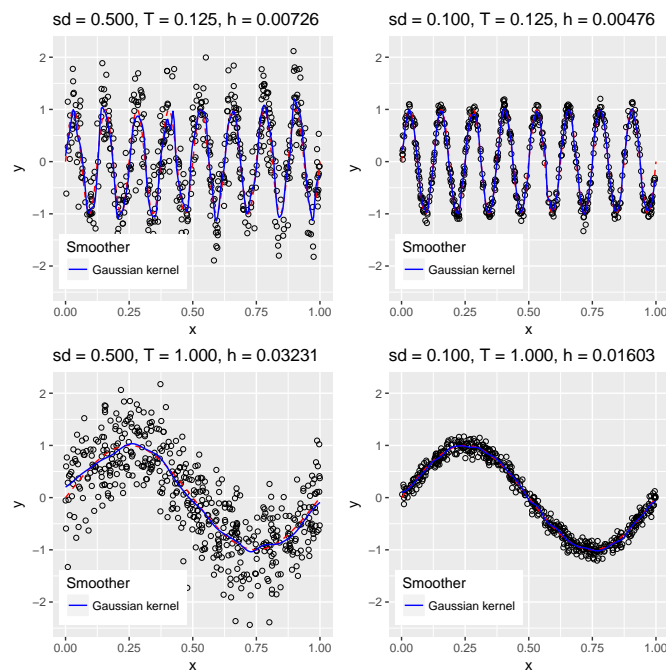 sd = 0.500, T = 0.125, h = 0.00726
2
1
0
−1
−2
y
Smoother
Gaussian kernel
0.00 0.25 0.50 0.75 1.00
x
sd = 0.100, T = 0.125, h = 0.00476
2
1
0
−1
−2
y
Smoother
Gaussian kernel
0.00 0.25 0.50 0.75 1.00
x
sd = 0.500, T = 1.000, h = 0.03231
2
1
0
−1
−2
y
Smoother
Gaussian kernel
0.00 0.25 0.50 0.75 1.00
x
sd = 0.100, T = 1.000, h = 0.01603
2
1
0
−1
−2
y
Smoother
Gaussian kernel
0.00 0.25 0.50 0.75 1.00
x